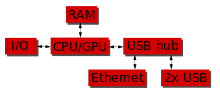 RAM
I/O CPU/GPU USB hub
Ethernet 2x USB